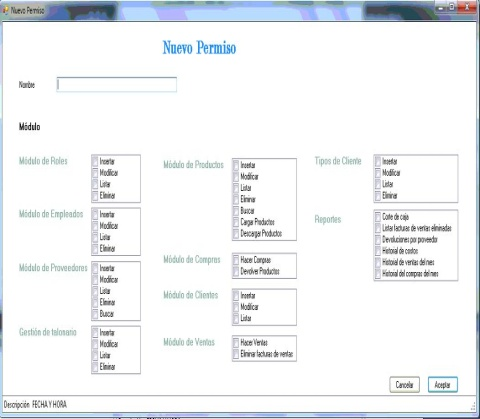 Nuevo Permiso
Nuevo Permiso
Nombre
Módulo
Módulo de Roles
Insertar
Modificar
Listar
Eliminar
Módulo de Empleados
Insertar
Modificar
Listar
Eliminar
Módulo de Proveedores
Insertar
Modificar
Listar
Eliminar
Buscar
Gestión de talonario
Insertar
Modificar
Listar
Eliminar
Módulo de Productos
Insertar
Modificar
Listar
Eliminar
Buscar
Cargar Productos
Descargar Productos
Módulo de Compras
Hacer Compras
Devolver Productos
Módulo de Clientes
Insertar
Modificar
Listar
Módulo de Ventas
Hacer Ventas
Eliminar facturas de ventas
Tipos de Cliente
Insertar
Modificar
Listar
Eliminar
Reportes
Corte de caja
Listar facturas de ventas eliminadas
Devoluciones por proveedor
Historial de costos
Historial de ventas del mes
Historial del compras del mes
Cancelar
Aceptar
Descripción FECHA Y HORA